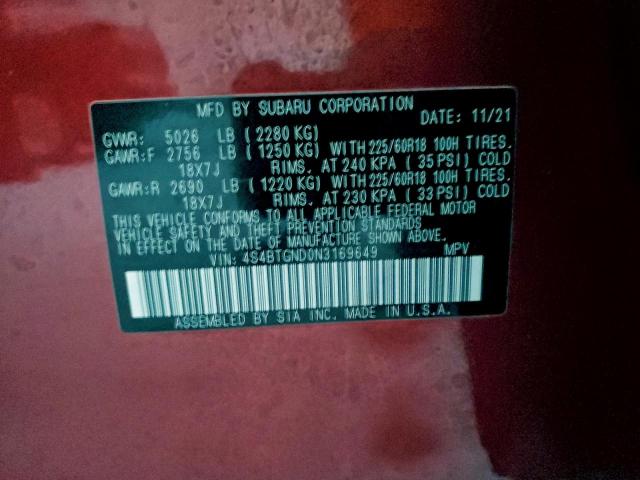 MFD BY SUBARU CORPORATION DATE: 11/21
GVWR: 5026 LB ( 2280 KG)
GAWR:F 2756 LB ( 1250 KG) WITH 225/60R18 100H TIRES.
18X7J RIMS, AT 240 KPA ( 35 PSI) COLD
GAWR:R 2690 LB ( 1220 KG) WITH 225/60R18 100H TIRES.
18X7J RIMS, AT 230 KPA ( 33 PSI) COLD
THIS VEHICLE CONFORMS TO ALL APPLICABLE FEDERAL MOTOR
VEHICLE SAFETY AND THEFT PREVENTION STANDARDS
IN EFFECT ON THE DATE OF MANUFACTURE SHOWN ABOVE.
VIN: 4S4BTGND0N3169649 MPV
ASSEMBLED BY SIA INC. MADE IN U.S.A.